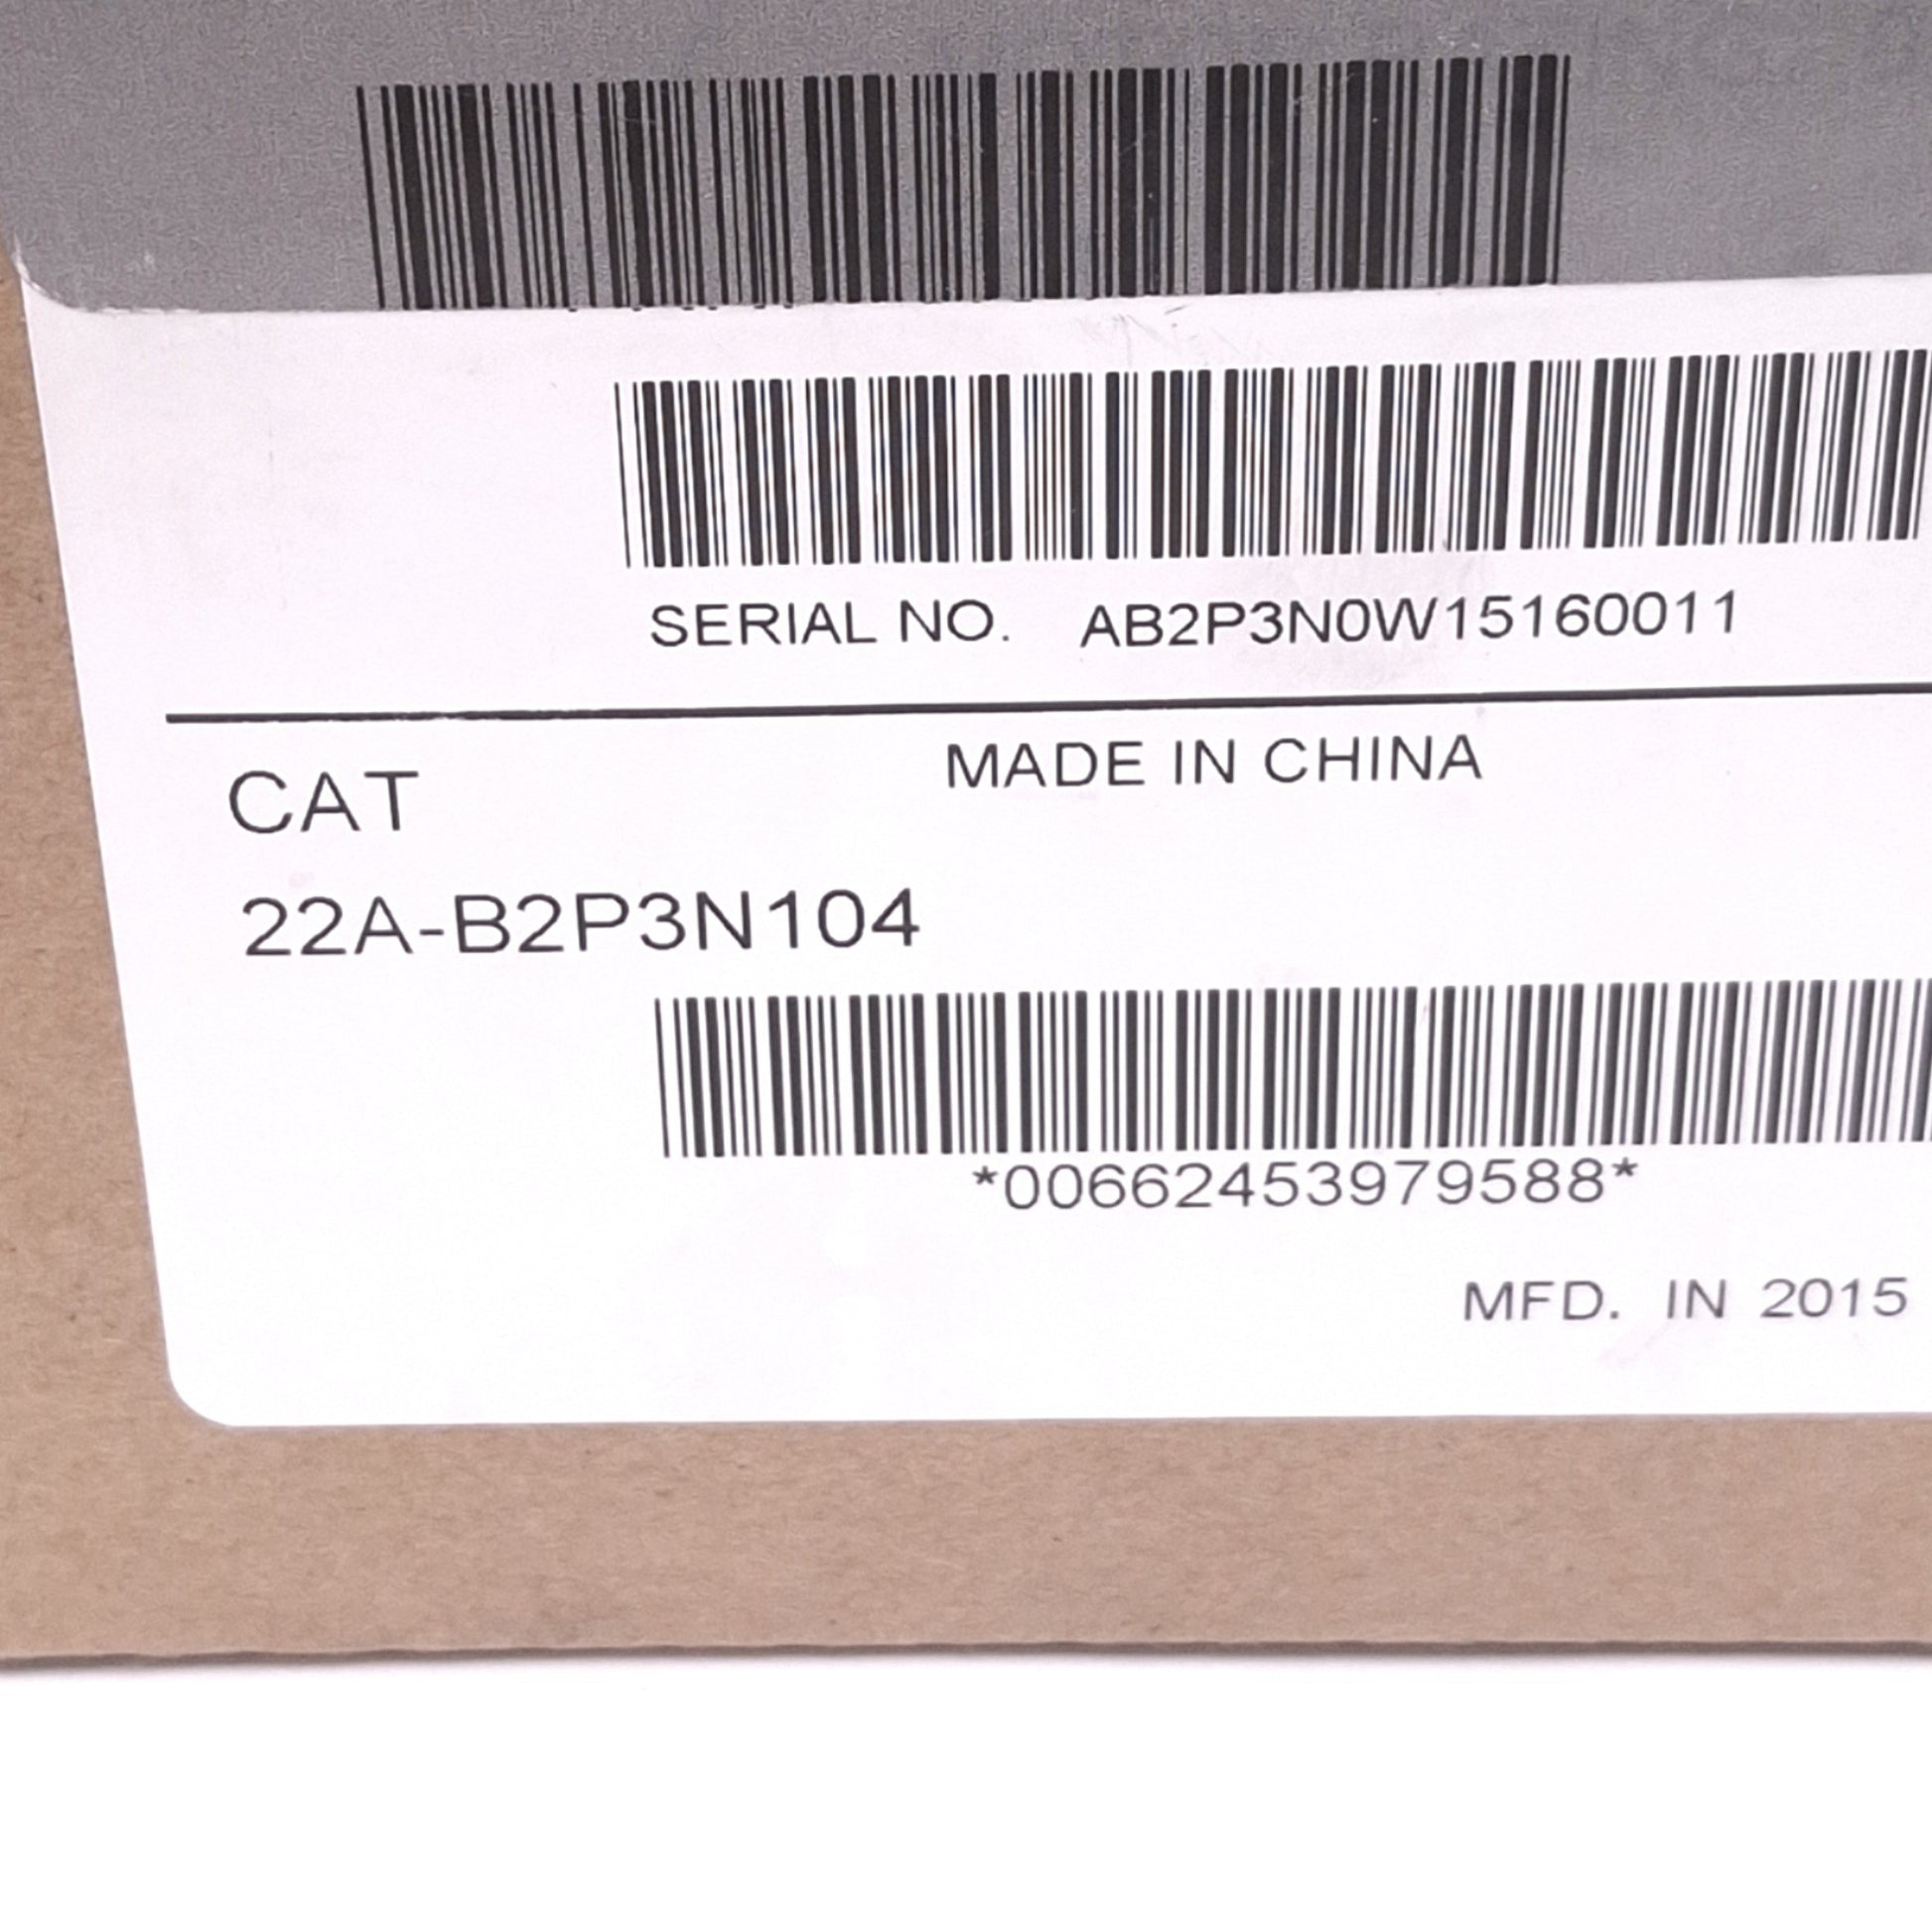 SERIAL NO. AB2P3N0W15160011
MADE IN CHINA
CAT
22A-B2P3N104
*00662453979588*
MFD. IN 2015